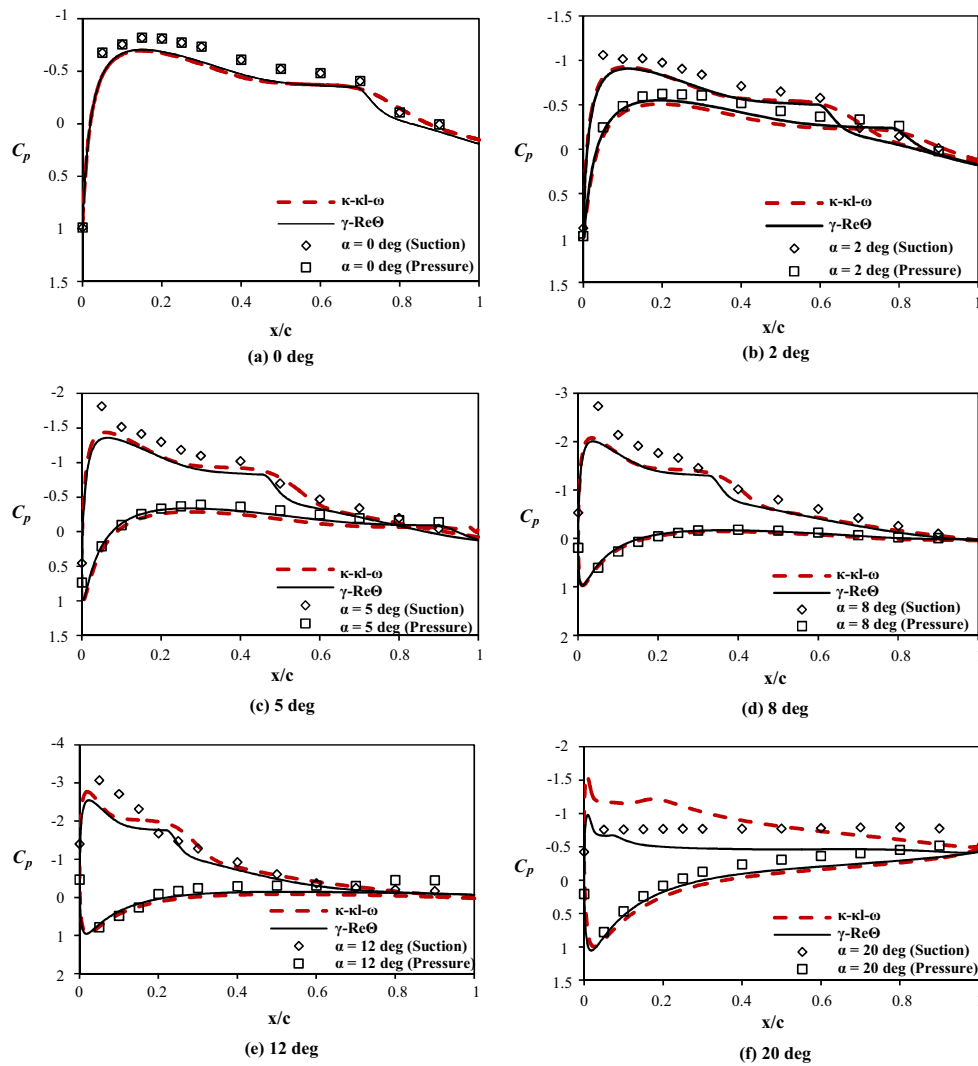 -1
-0.5
0
0.5
1
1.5
Cp
κ-κl-ω
γ-ReΘ
α = 0 deg (Suction)
α = 0 deg (Pressure)
0 0.2 0.4 0.6 0.8 1
x/c
(a) 0 deg
-1.5
-1
-0.5
0
0.5
1
1.5
Cp
κ-κl-ω
γ-ReΘ
α = 2 deg (Suction)
α = 2 deg (Pressure)
0 0.2 0.4 0.6 0.8 1
x/c
(b) 2 deg
-2
-1.5
-1
-0.5
0
0.5
1
1.5
Cp
κ-κl-ω
γ-ReΘ
α = 5 deg (Suction)
α = 5 deg (Pressure)
0 0.2 0.4 0.6 0.8 1
x/c
(c) 5 deg
-3
-2
-1
0
1
2
Cp
κ-κl-ω
γ-ReΘ
α = 8 deg (Suction)
α = 8 deg (Pressure)
0 0.2 0.4 0.6 0.8 1
x/c
(d) 8 deg
-4
-3
-2
-1
0
1
2
Cp
κ-κl-ω
γ-ReΘ
α = 12 deg (Suction)
α = 12 deg (Pressure)
0 0.2 0.4 0.6 0.8 1
x/c
(e) 12 deg
-2
-1.5
-1
-0.5
0
0.5
1
1.5
Cp
κ-κl-ω
γ-ReΘ
α = 20 deg (Suction)
α = 20 deg (Pressure)
0 0.2 0.4 0.6 0.8 1
x/c
(f) 20 deg